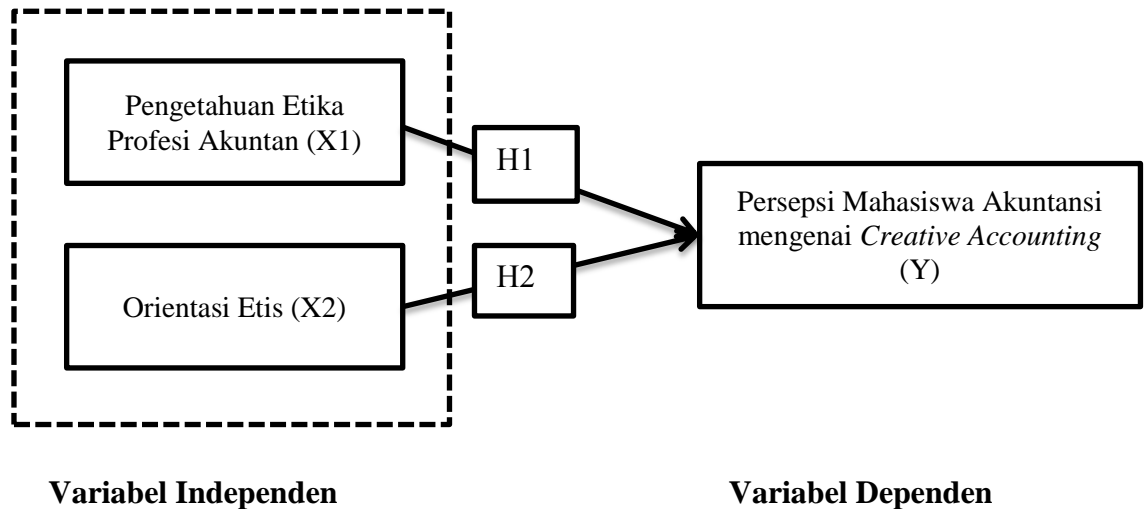 Pengetahuan Etika
Profesi Akuntan (X1)
H1
Persepsi Mahasiswa Akuntansi
mengenai Creative Accounting
(Y)
H2
Orientasi Etis (X2)
Variabel Independen
Variabel Dependen